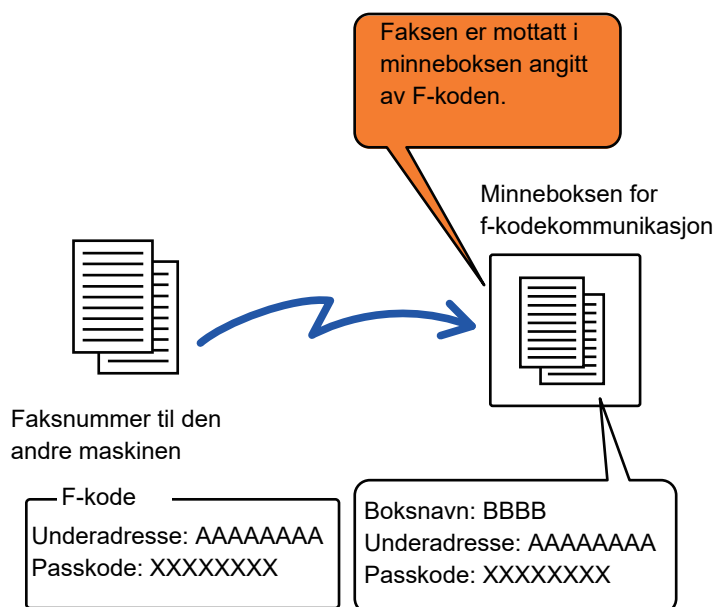 Faksen er mottatt i
minneboksen angitt
av F-koden.
Minneboksen for
f-kodekommunikasjon
Faksnummer til den
andre maskinen
F-kode
Underadresse: AAAAAAAA
Passkode: XXXXXXXX
Boksnavn: BBBB
Underadresse: AAAAAAAA
Passkode: XXXXXXXX